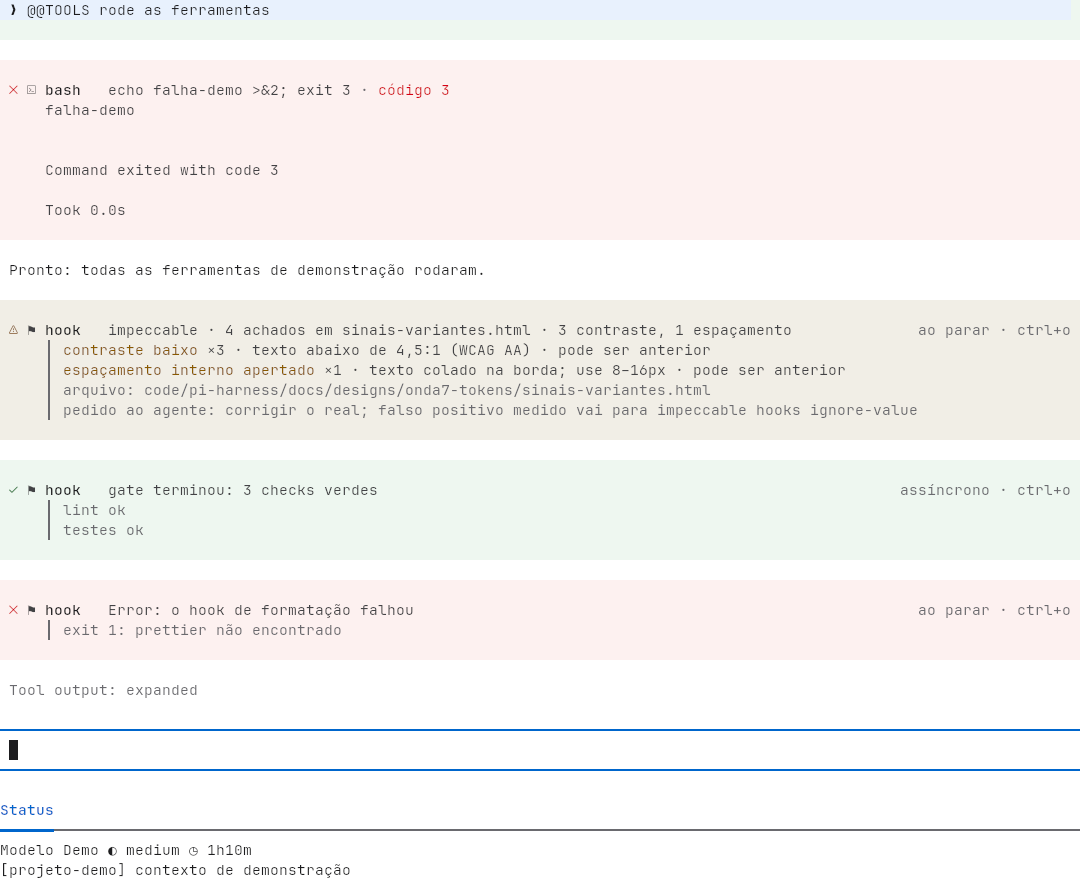 ❯ @@TOOLS rode as ferramentas
bash echo falha-demo >&2; exit 3 · código 3
falha-demo
Command exited with code 3
Took 0.0s
Pronto: todas as ferramentas de demonstração rodaram.
⚠ ⚑ hook impeccable · 4 achados em sinais-variantes.html · 3 contraste, 1 espaçamento ao parar · ctrl+o
contraste baixo ×3 · texto abaixo de 4,5:1 (WCAG AA) · pode ser anterior
espaçamento interno apertado ×1 · texto colado na borda; use 8–16px · pode ser anterior
arquivo: code/pi-harness/docs/designs/onda7-tokens/sinais-variantes.html
pedido ao agente: corrigir o real; falso positivo medido vai para impeccable hooks ignore-value
✓ ⚑ hook gate terminou: 3 checks verdes assíncrono · ctrl+o
lint ok
testes ok
✕ ⚑ hook Error: o hook de formatação falhou ao parar · ctrl+o
exit 1: prettier não encontrado
Tool output: expanded
Status
Modelo Demo ◐ medium ◷ 1h10m
[projeto-demo] contexto de demonstração